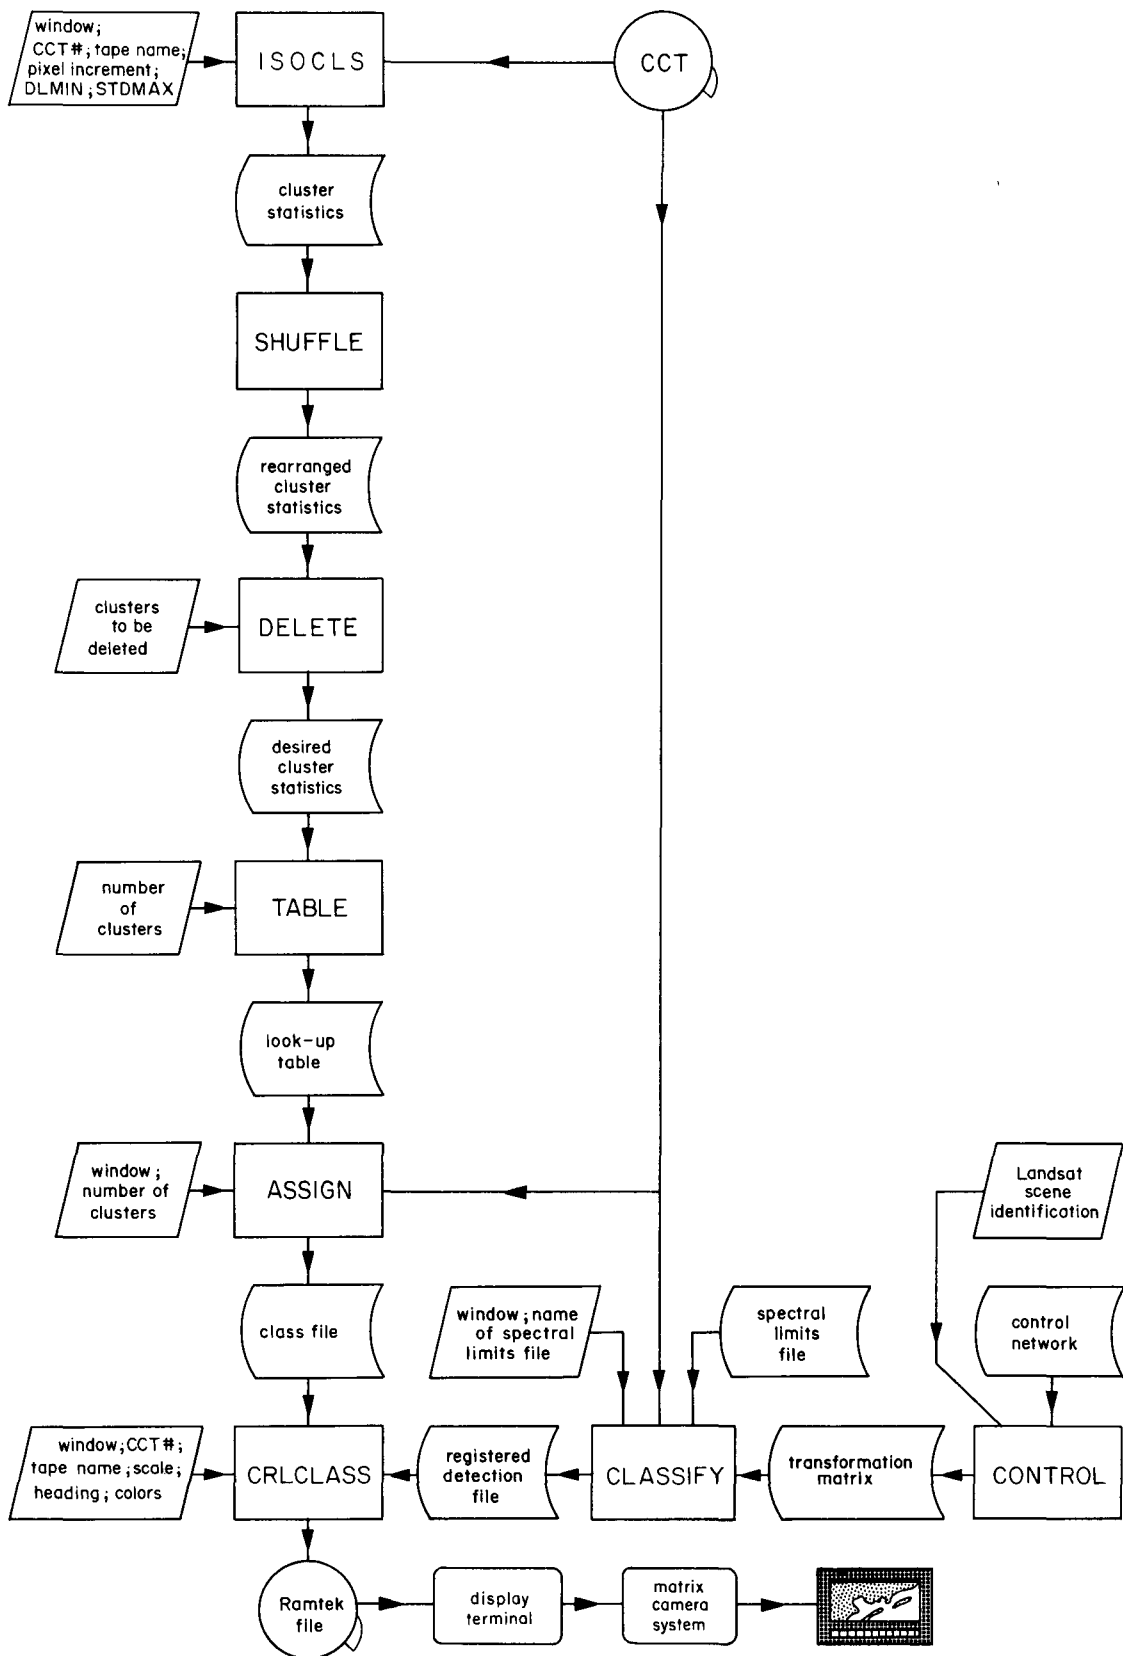 window;
CCT#; tape name;
pixel increment;
DLMIN; STDMAX
ISOCLS
CCT
cluster
statistics
SHUFFLE
rearranged
cluster
statistics
clusters
to be
deleted
DELETE
desired
cluster
statistics
number
of
clusters
TABLE
look-up
table
window;
number of
clusters
ASSIGN
Landsat
scene
identification
class file
window; name
of spectral
limits file
spectral
limits
file
control
network
window; CCT#;
tape name; scale;
heading; colors
CRLCLASS
registered
detection
file
CLASSIFY
transformation
matrix
CONTROL
Ramtek
file
display
terminal
matrix
camera
system